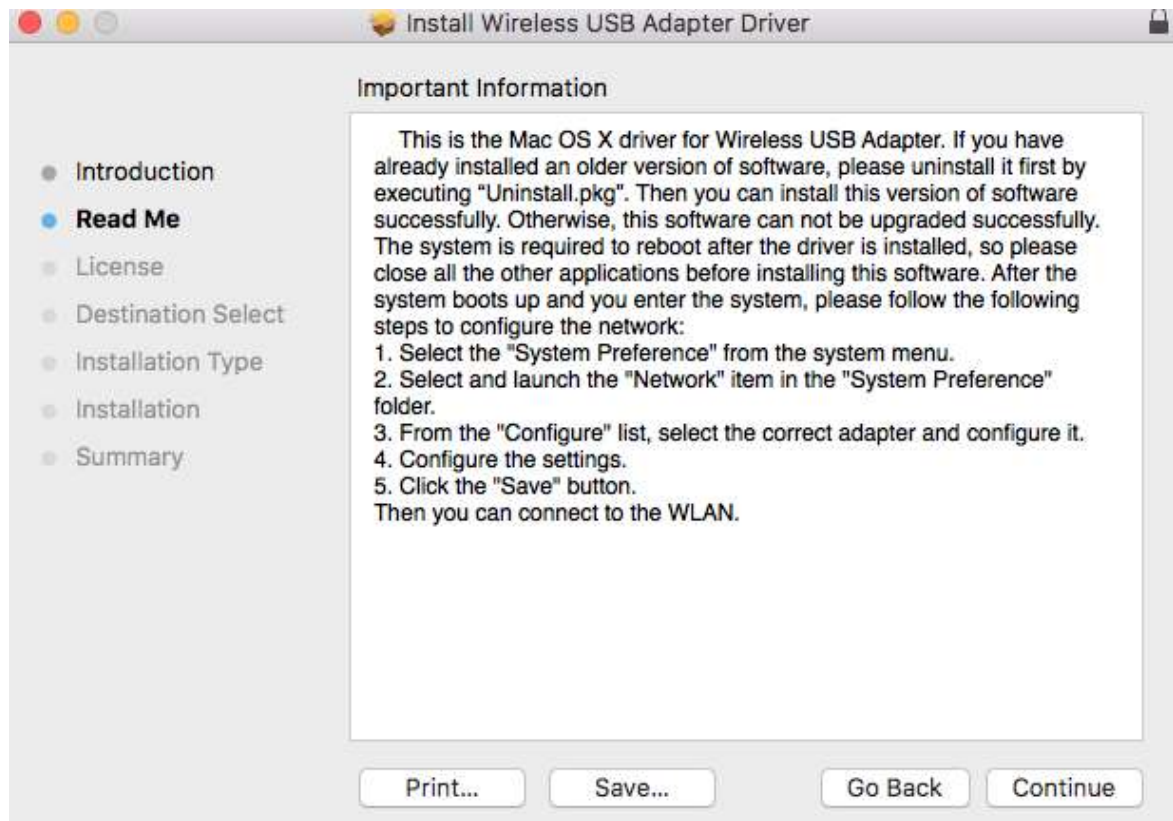 Install Wireless USB Adapter Driver
Important Information
Introduction
Read Me
License
Destination Select
Installation Type
Installation
Summary
This is the Mac OS X driver for Wireless USB Adapter. If you have
already installed an older version of software, please uninstall it first by
executing “Uninstall.pkg”. Then you can install this version of software
successfully. Otherwise, this software can not be upgraded successfully.
The system is required to reboot after the driver is installed, so please
close all the other applications before installing this software. After the
system boots up and you enter the system, please follow the following
steps to configure the network:
1. Select the "System Preference" from the system menu.
2. Select and launch the "Network" item in the "System Preference"
folder.
3. From the "Configure" list, select the correct adapter and configure it.
4. Configure the settings.
5. Click the "Save" button.
Then you can connect to the WLAN.
Print...
Save...
Go Back
Continue